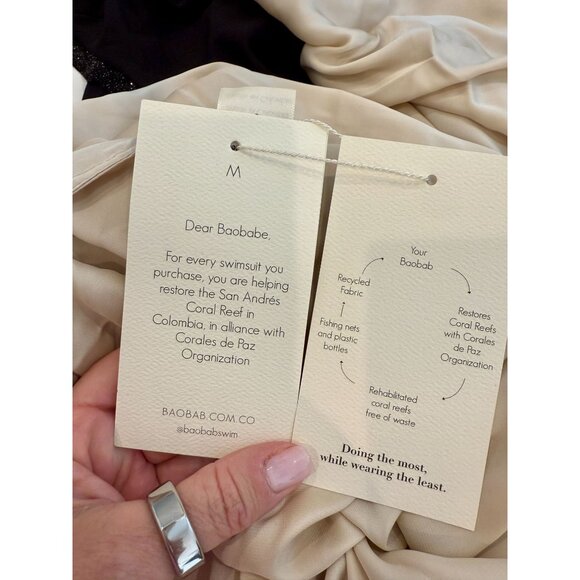 M
Dear Baobabe,
For every swimsuit you
purchase, you are helping
restore the San Andrés
Coral Reef in
Colombia, in alliance with
Corales de Paz
Organization
BAOBAB.COM.CO
@baobabswim
Your
Baobab
Restores
Coral Reefs
with Corales
de Paz
Organization
Rehabilitated
coral reefs
free of waste
Fishing nets
and plastic
bottles
Recycled
Fabric
Doing the most,
while wearing the least.